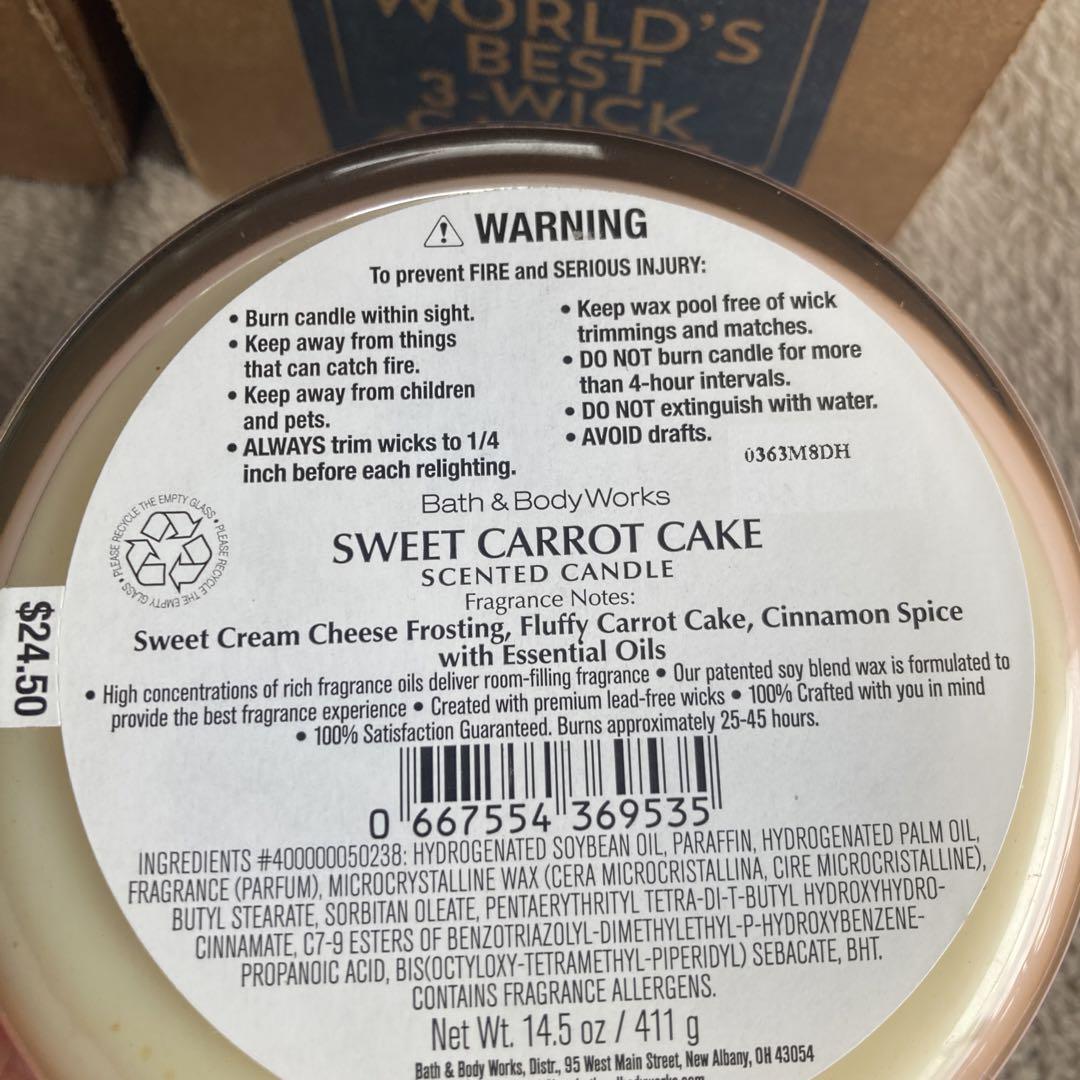 WORLD'S
BEST
3-WICK
WARNING
To prevent FIRE and SERIOUS INJURY:
• Burn candle within sight.
• Keep away from things
that can catch fire.
• Keep away from children
and pets.
• ALWAYS trim wicks to 1/4
inch before each relighting.
• Keep wax pool free of wick
trimmings and matches.
• DO NOT burn candle for more
than 4-hour intervals.
• DO NOT extinguish with water.
• AVOID drafts.
0363M8DH
PLEASE RECYCLE THE EMPTY GLASS • PLEASE RECYCLE THE EMPTY GLASS •
Bath & Body Works
SWEET CARROT CAKE
SCENTED CANDLE
Fragrance Notes:
Sweet Cream Cheese Frosting, Fluffy Carrot Cake, Cinnamon Spice
with Essential Oils
• High concentrations of rich fragrance oils deliver room-filling fragrance • Our patented soy blend wax is formulated to
provide the best fragrance experience • Created with premium lead-free wicks • 100% Crafted with you in mind
• 100% Satisfaction Guaranteed. Burns approximately 25-45 hours.
$24.50
0 667554 369535
INGREDIENTS #400000050238: HYDROGENATED SOYBEAN OIL, PARAFFIN, HYDROGENATED PALM OIL,
FRAGRANCE (PARFUM), MICROCRYSTALLINE WAX (CERA MICROCRISTALLINA, CIRE MICROCRISTALLINE),
BUTYL STEARATE, SORBITAN OLEATE, PENTAERYTHRITYL TETRA-DI-T-BUTYL HYDROXYHYDRO-
CINNAMATE, C7-9 ESTERS OF BENZOTRIAZOLYL-DIMETHYLETHYL-P-HYDROXYBENZENE-
PROPANOIC ACID, BIS(OCTYLOXY-TETRAMETHYL-PIPERIDYL) SEBACATE, BHT.
CONTAINS FRAGRANCE ALLERGENS.
Net Wt. 14.5 oz / 411 g
Bath & Body Works, Distr., 95 West Main Street, New Albany, OH 43054